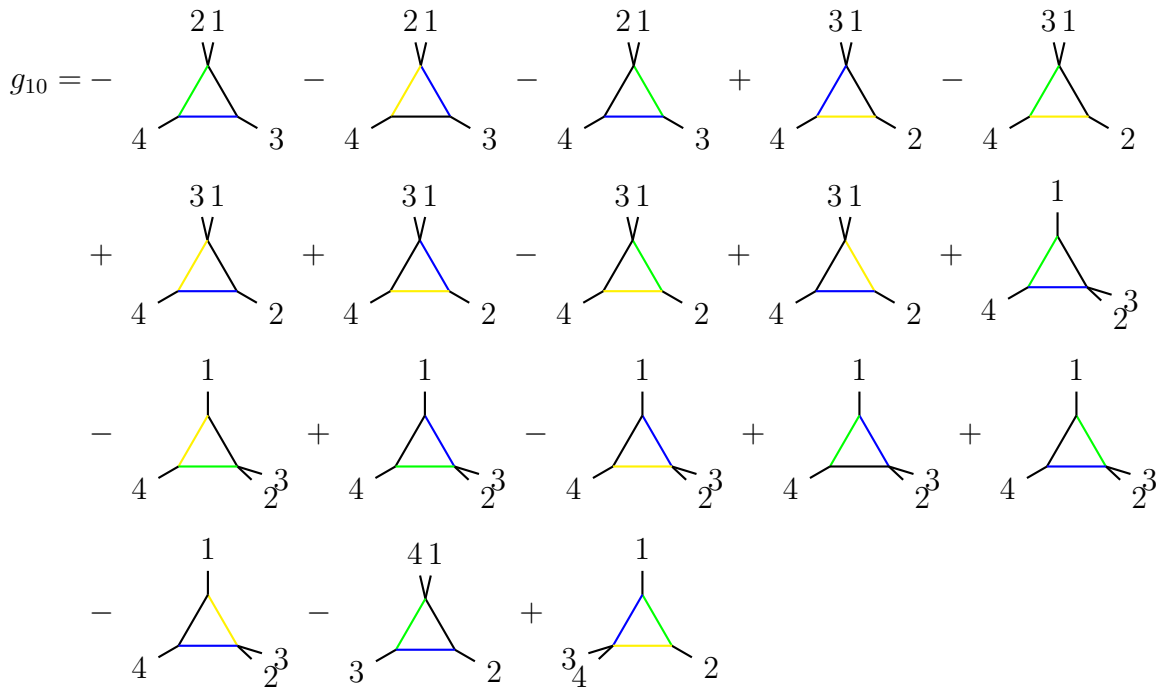 21 21 21 31 31
g10 = − − − + −
4 3 4 3 4 3 4 2 4 2
31 31 31 31 1
+ + − + +
4 2 4 2 4 2 4 2 4 2 3
1 1 1 1 1
− + − + +
4 2 3 4 2 3 4 2 3 4 2 3 4 2 3
1 41 1
− − +
4 2 3 3 2 3 4 2